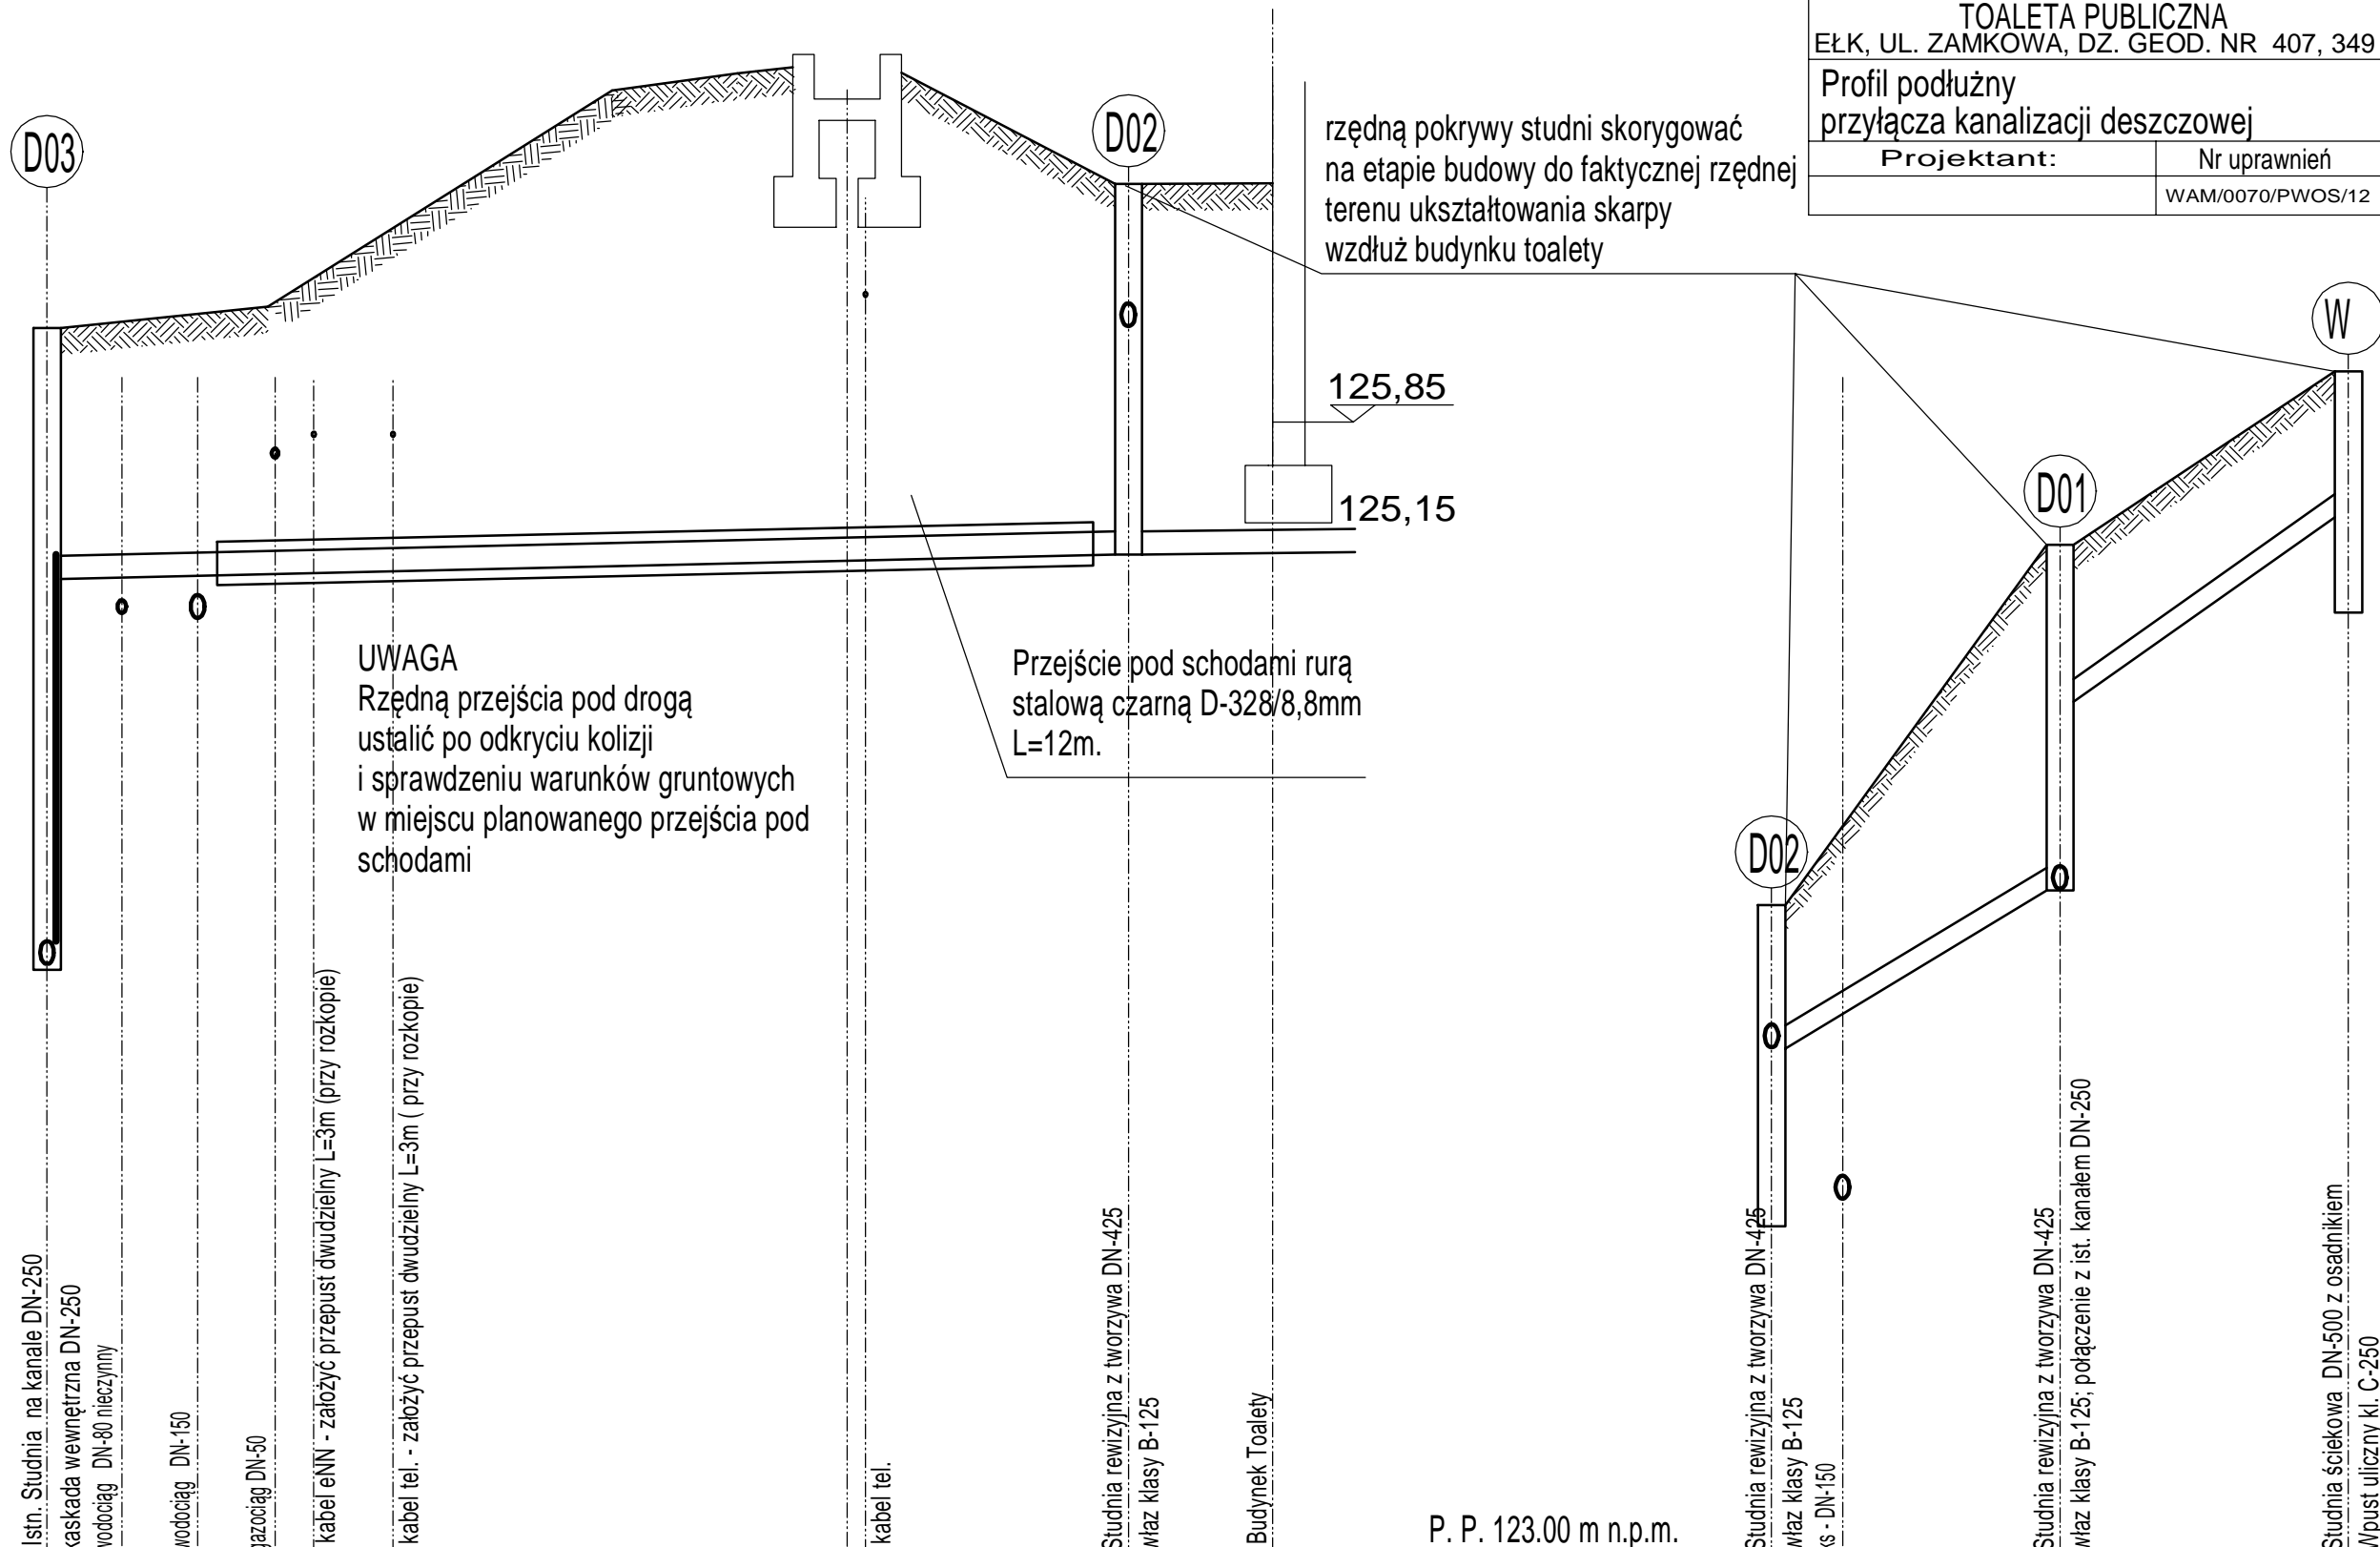 TOALETA PUBLICZNA
EŁK, UL. ZAMKOWA, DZ. GEOD. NR 407, 349
Profil podłużny
przyłącza kanalizacji deszczowej
Projektant:
Nr uprawnień
WAM/0070/PWOS/12
D03
D02
rzędną pokrywy studni skorygować
na etapie budowy do faktycznej rzędnej
terenu ukształtowania skarpy
wzdłuż budynku toalety
W
125,85
D01
125,15
UWAGA
Rzędną przejścia pod drogą
ustalić po odkryciu kolizji
i sprawdzeniu warunków gruntowych
w miejscu planowanego przejścia pod
schodami
Przejście pod schodami rurą
stalową czarną D-328/8,8mm
L=12m.
D02
Istn. Studnia na kanale DN-250
kaskada wewnętrzna DN-250
wodociąg DN-80 nieczynny
wodociąg DN-150
gazociąg DN-50
kabel eNN - założyć przepust dwudzielny L=3m (przy rozkopie)
kabel tel. - założyć przepust dwudzielny L=3m ( przy rozkopie)
kabel tel.
Studnia rewizyjna z tworzywa DN-425
właz klasy B-125
Budynek Toalety
P. P. 123.00 m n.p.m.
Studnia rewizyjna z tworzywa DN-425
właz klasy B-125
ks - DN-150
Studnia rewizyjna z tworzywa DN-425
właz klasy B-125; połączenie z ist. kanałem DN-250
Studnia ściekowa DN-500 z osadnikiem
Wpust uliczny kl. C-250